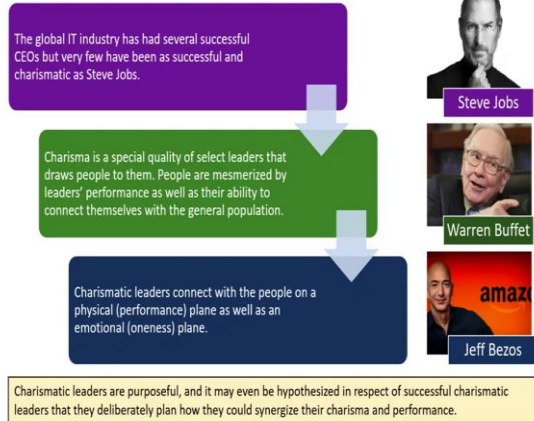 The global IT industry has had several successful
CEOs but very few have been as successful and
charismatic as Steve Jobs.
Steve Jobs
Charisma is a special quality of select leaders that
draws people to them. People are mesmerized by
leaders' performance as well as their ability to
connect themselves with the general population.
Warren Buffet
Charismatic leaders connect with the people on a
physical (performance) plane as well as an
emotional (oneness) plane.
amazo
Jeff Bezos
Charismatic leaders are purposeful, and it may even be hypothesized in respect of successful charismatic
leaders that they deliberately plan how they could synergize their charisma and performance.